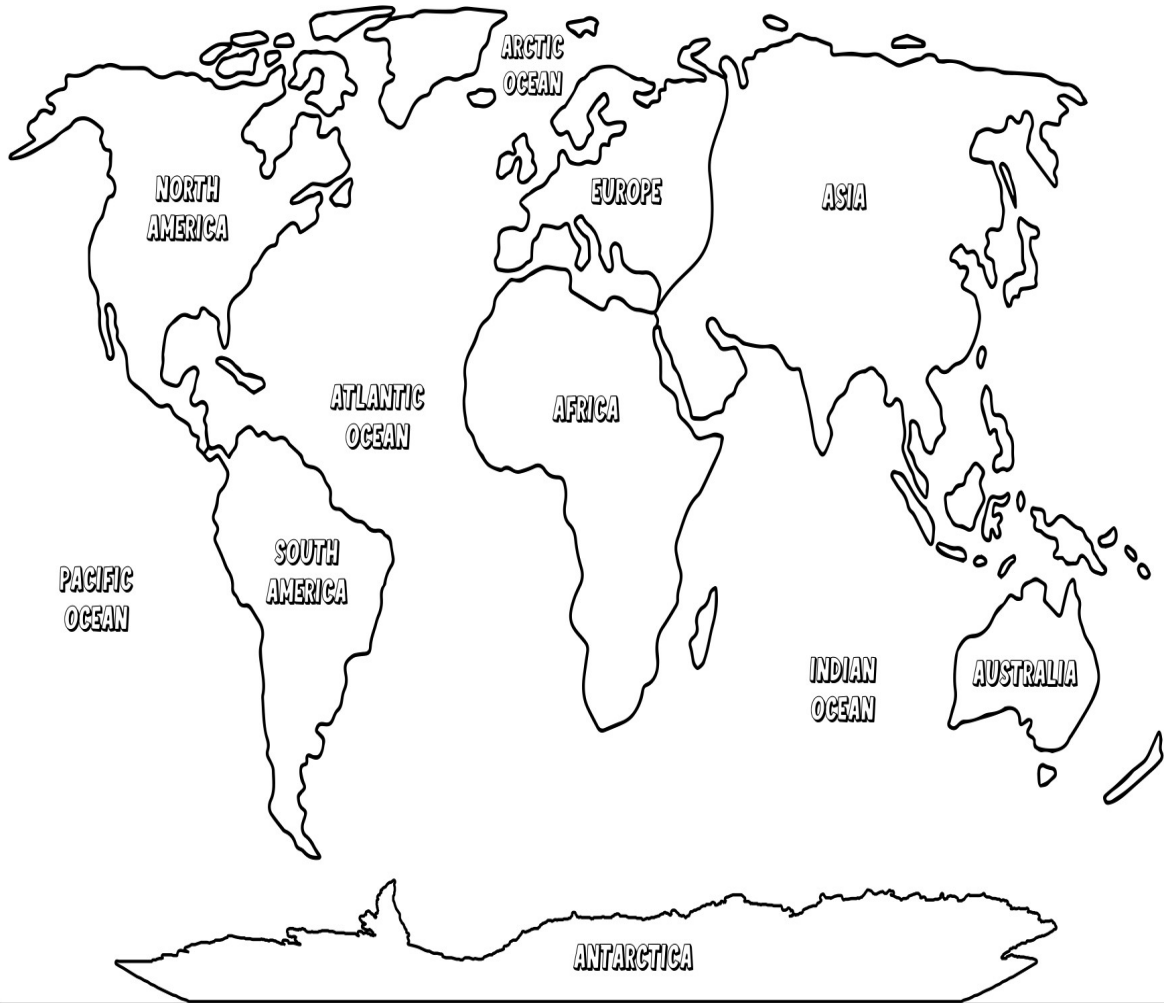 ARCTIC
OCEAN
NORTH
AMERICA
EUROPE
ASIA
ATLANTIC
OCEAN
AFRICA
SOUTH
AMERICA
PACIFIC
OCEAN
INDIAN
OCEAN
AUSTRALIA
ANTARCTICA